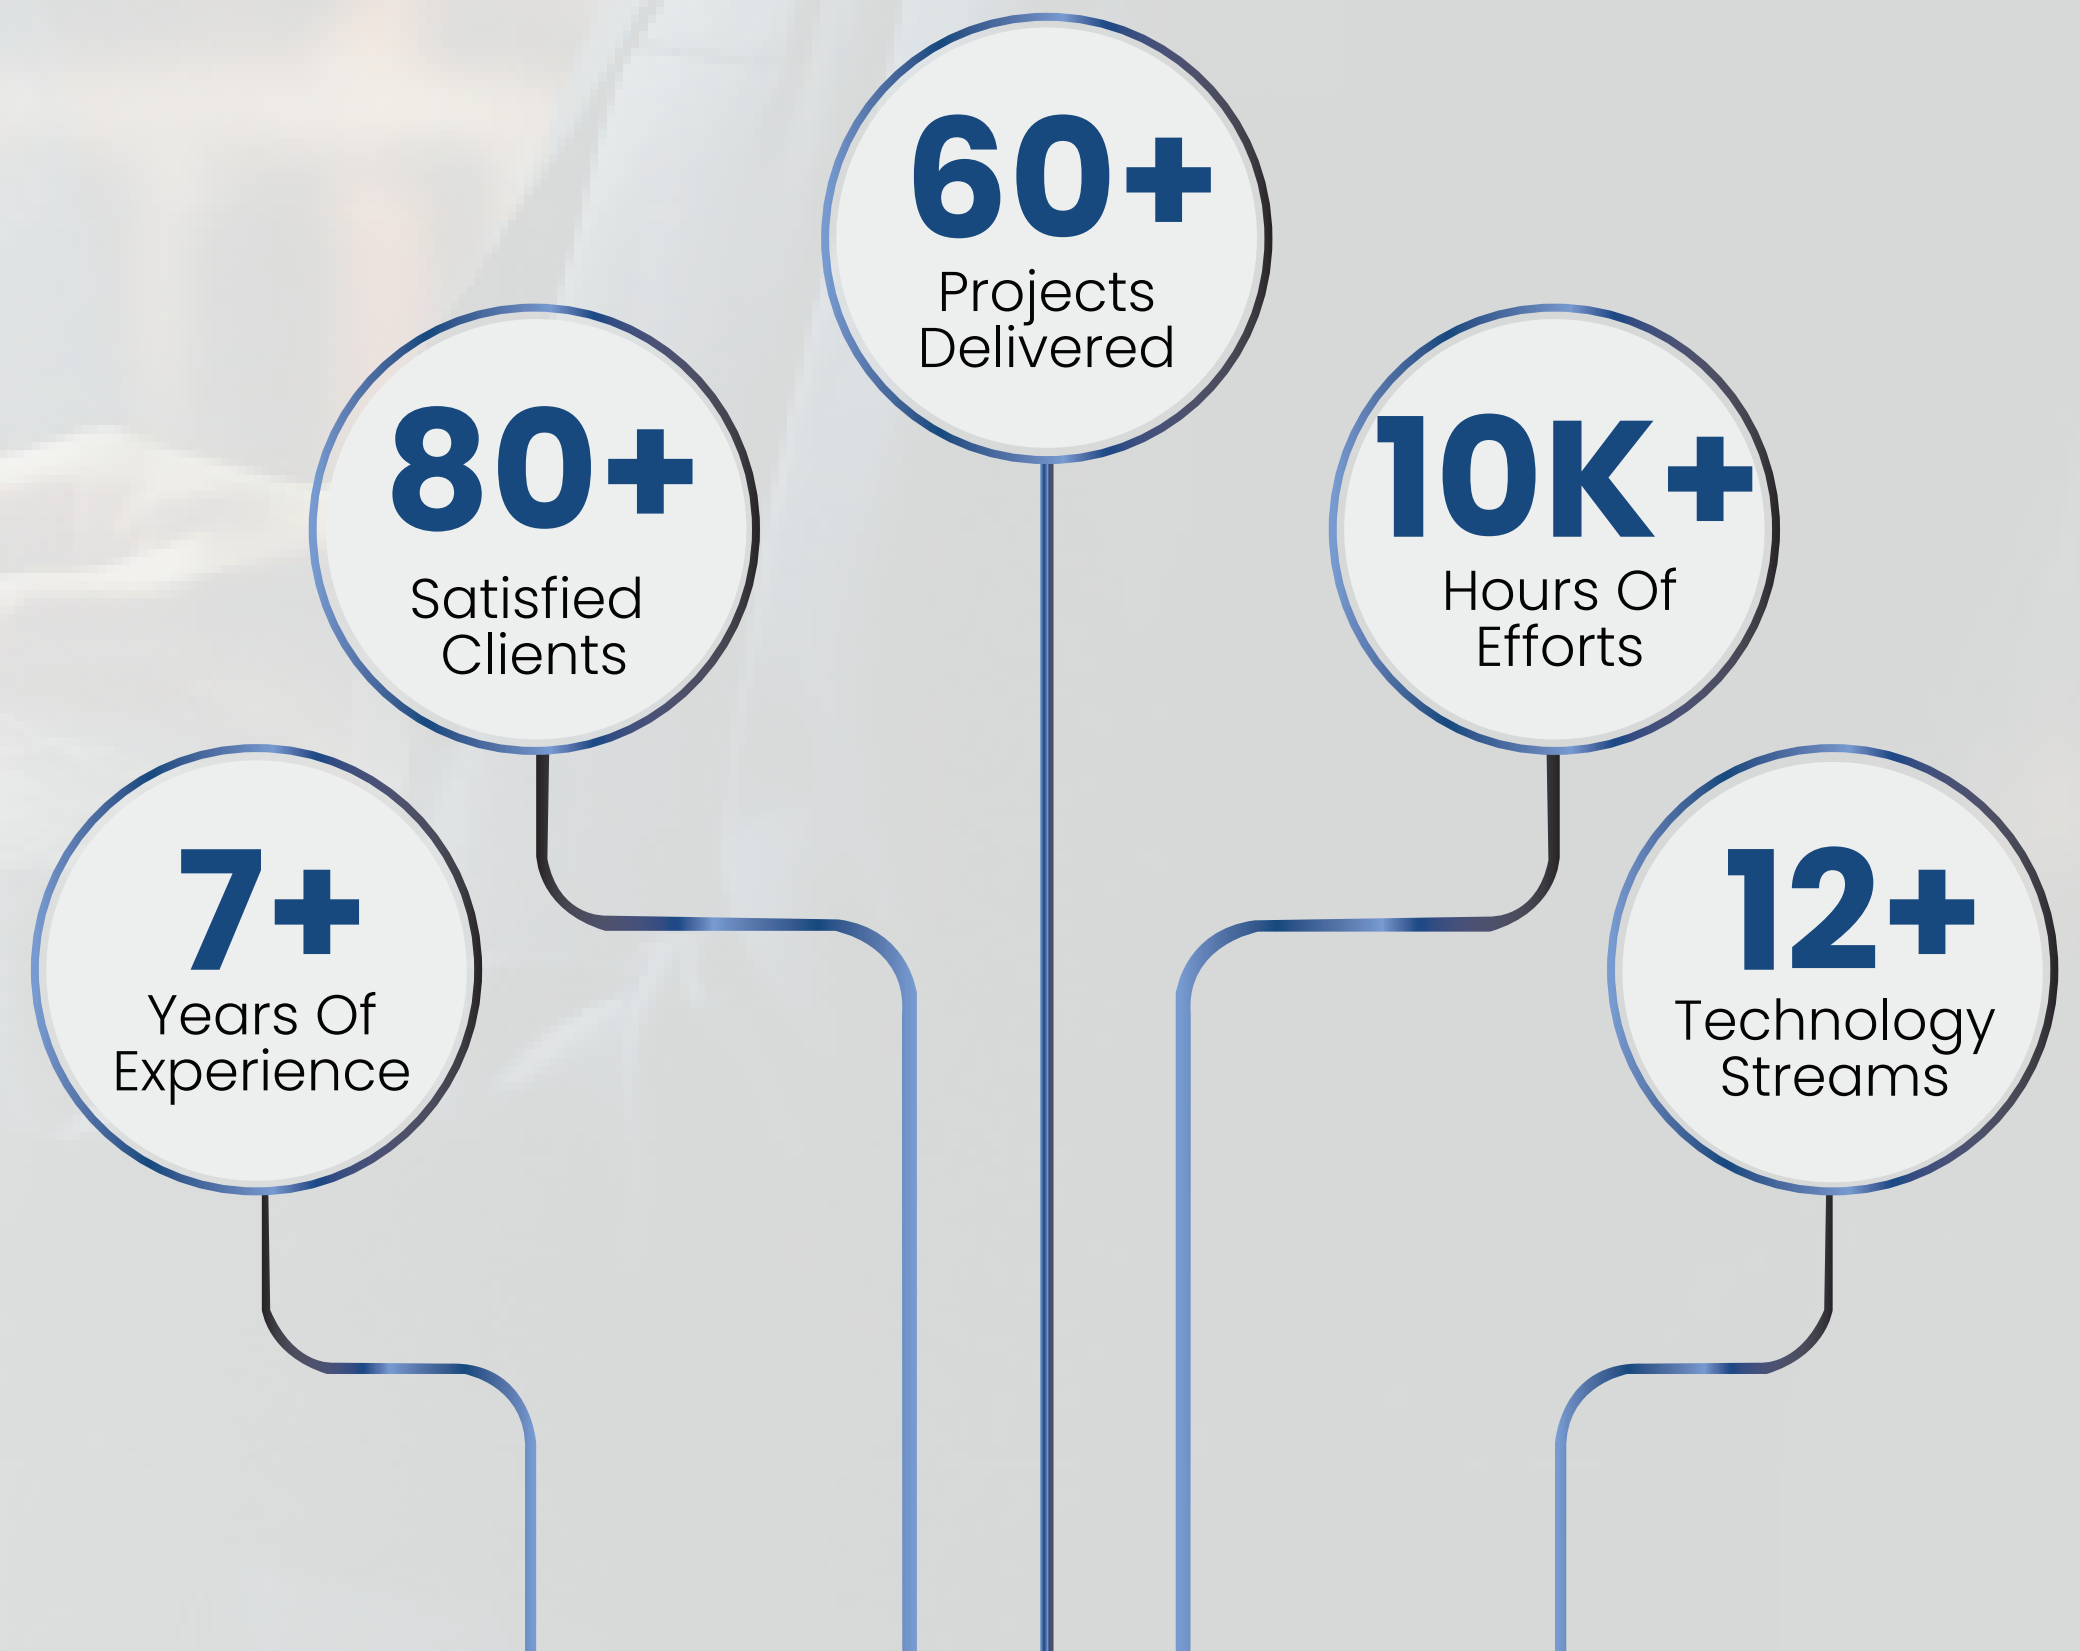 60+
Projects
Delivered
80+
Satisfied
Clients
10K+
Hours Of
Efforts
7+
Years Of
Experience
12+
Technology
Streams